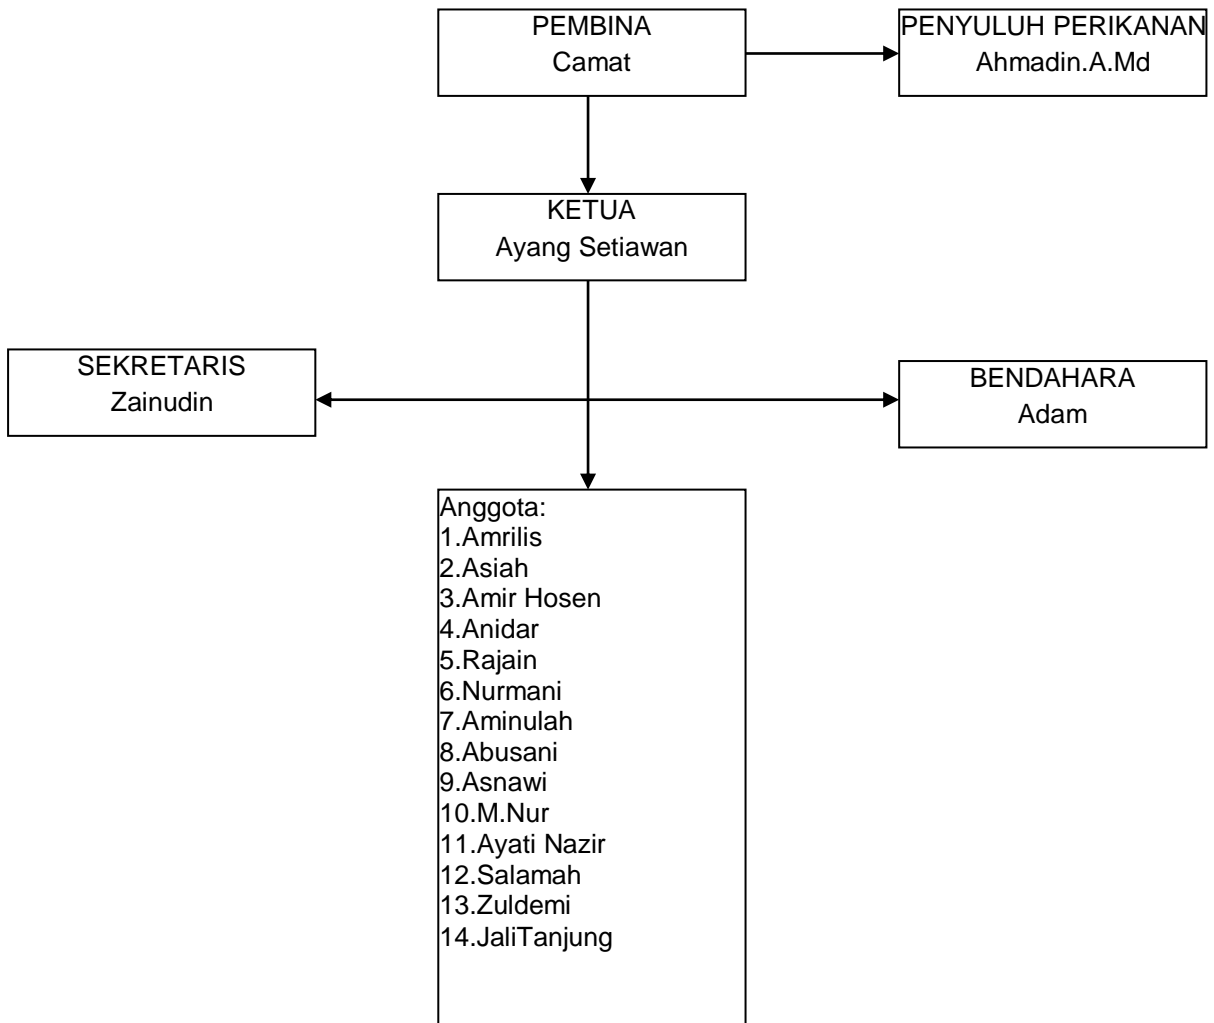 PEMBINA
Camat
PENYULUH PERIKANAN
Ahmadin.A.Md
KETUA
Ayang Setiawan
SEKRETARIS
Zainudin
BENDAHARA
Adam
Anggota:
1.Amrilis
2.Asiah
3.Amir Hosen
4.Anidar
5.Rajain
6.Nurmani
7.Aminulah
8.Abusani
9.Asnawi
10.M.Nur
11.Ayati Nazir
12.Salamah
13.Zuldemi
14.JaliTanjung